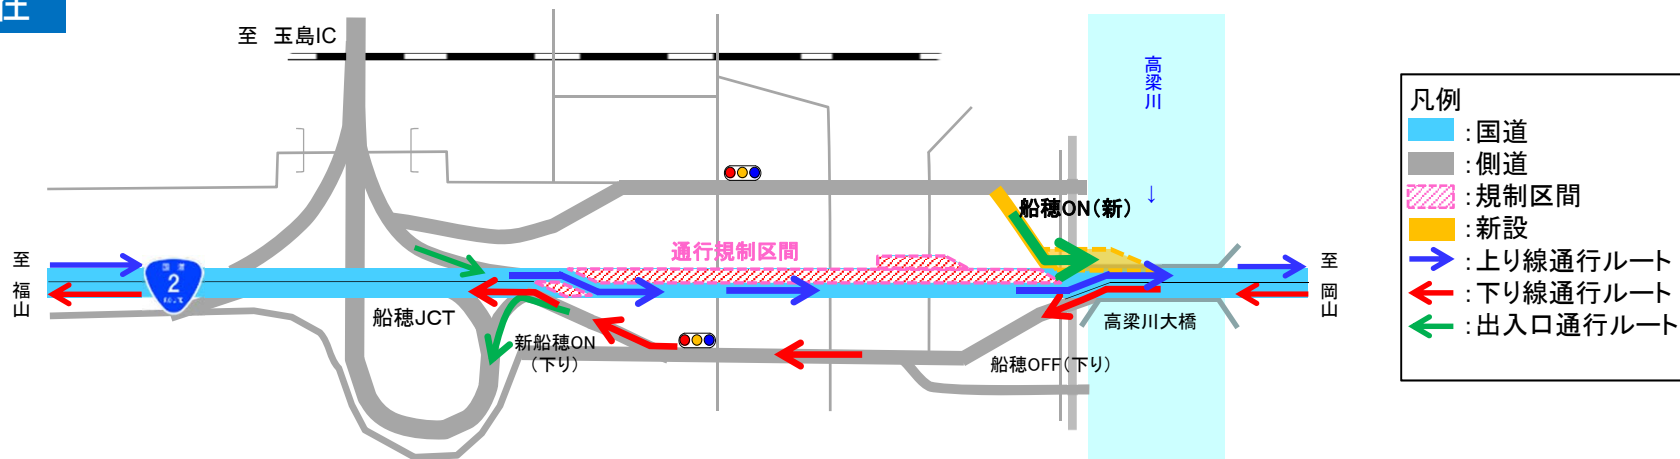 至 玉島IC
高梁川
↓
船穂ON(新)
通行規制区間
至 福山
国道
2
ROUTE
船穂JCT
新船穂ON
(下り)
船穂OFF(下り)
高梁川大橋
至 岡山
凡例
：国道
：側道
：規制区間
：新設
：上り線通行ルート
：下り線通行ルート
：出入口通行ルート